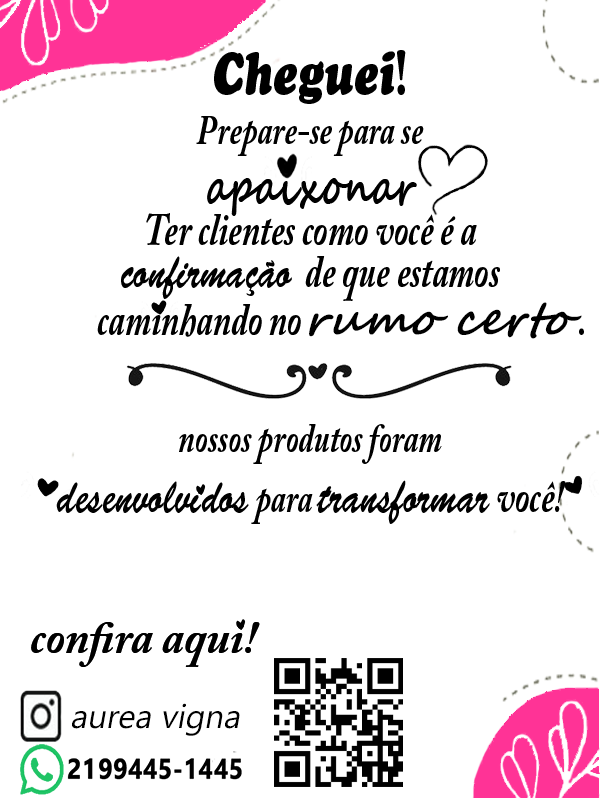 Cheguei!
Prepare-se para se
apaixonar
Ter clientes como você é a
confirmação de que estamos
caminhando no rumo certo.
nossos produtos foram
desenvolvidos para transformar você!
confira aqui!
aurea vigna
2199445-1445